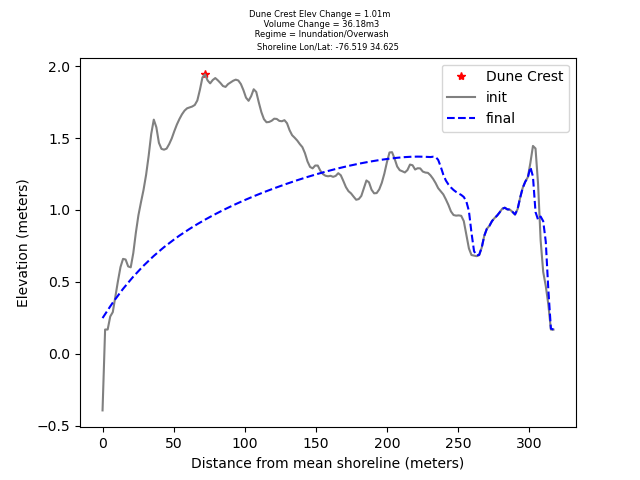 Dune Crest Elev Change = 1.01m
Volume Change = 36.18m3
Regime = Inundation/Overwash
Shoreline Lon/Lat: -76.519 34.625
Dune Crest
init
final
Elevation (meters)
2.0
1.5
1.0
0.5
0.0
−0.5
0 50 100 150 200 250 300
Distance from mean shoreline (meters)